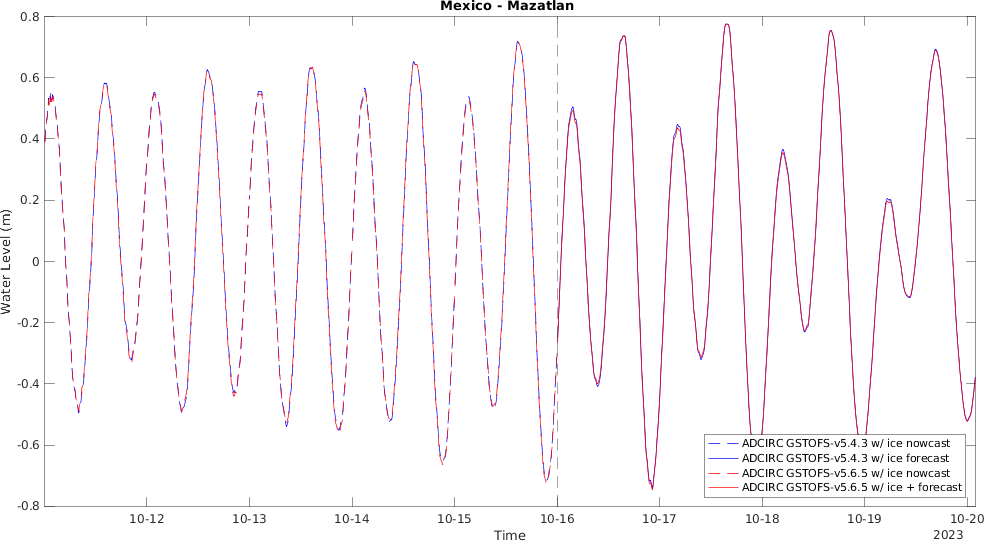 Mexico - Mazatlan
Water Level (m)
0.8
0.6
0.4
0.2
0
-0.2
-0.4
-0.6
-0.8
ADCIRC GSTOFS-v5.4.3 w/ ice nowcast
ADCIRC GSTOFS-v5.4.3 w/ ice forecast
ADCIRC GSTOFS-v5.6.5 w/ ice nowcast
ADCIRC GSTOFS-v5.6.5 w/ ice + forecast
10-12 10-13 10-14 10-15 10-16 10-17 10-18 10-19 10-20
Time
2023